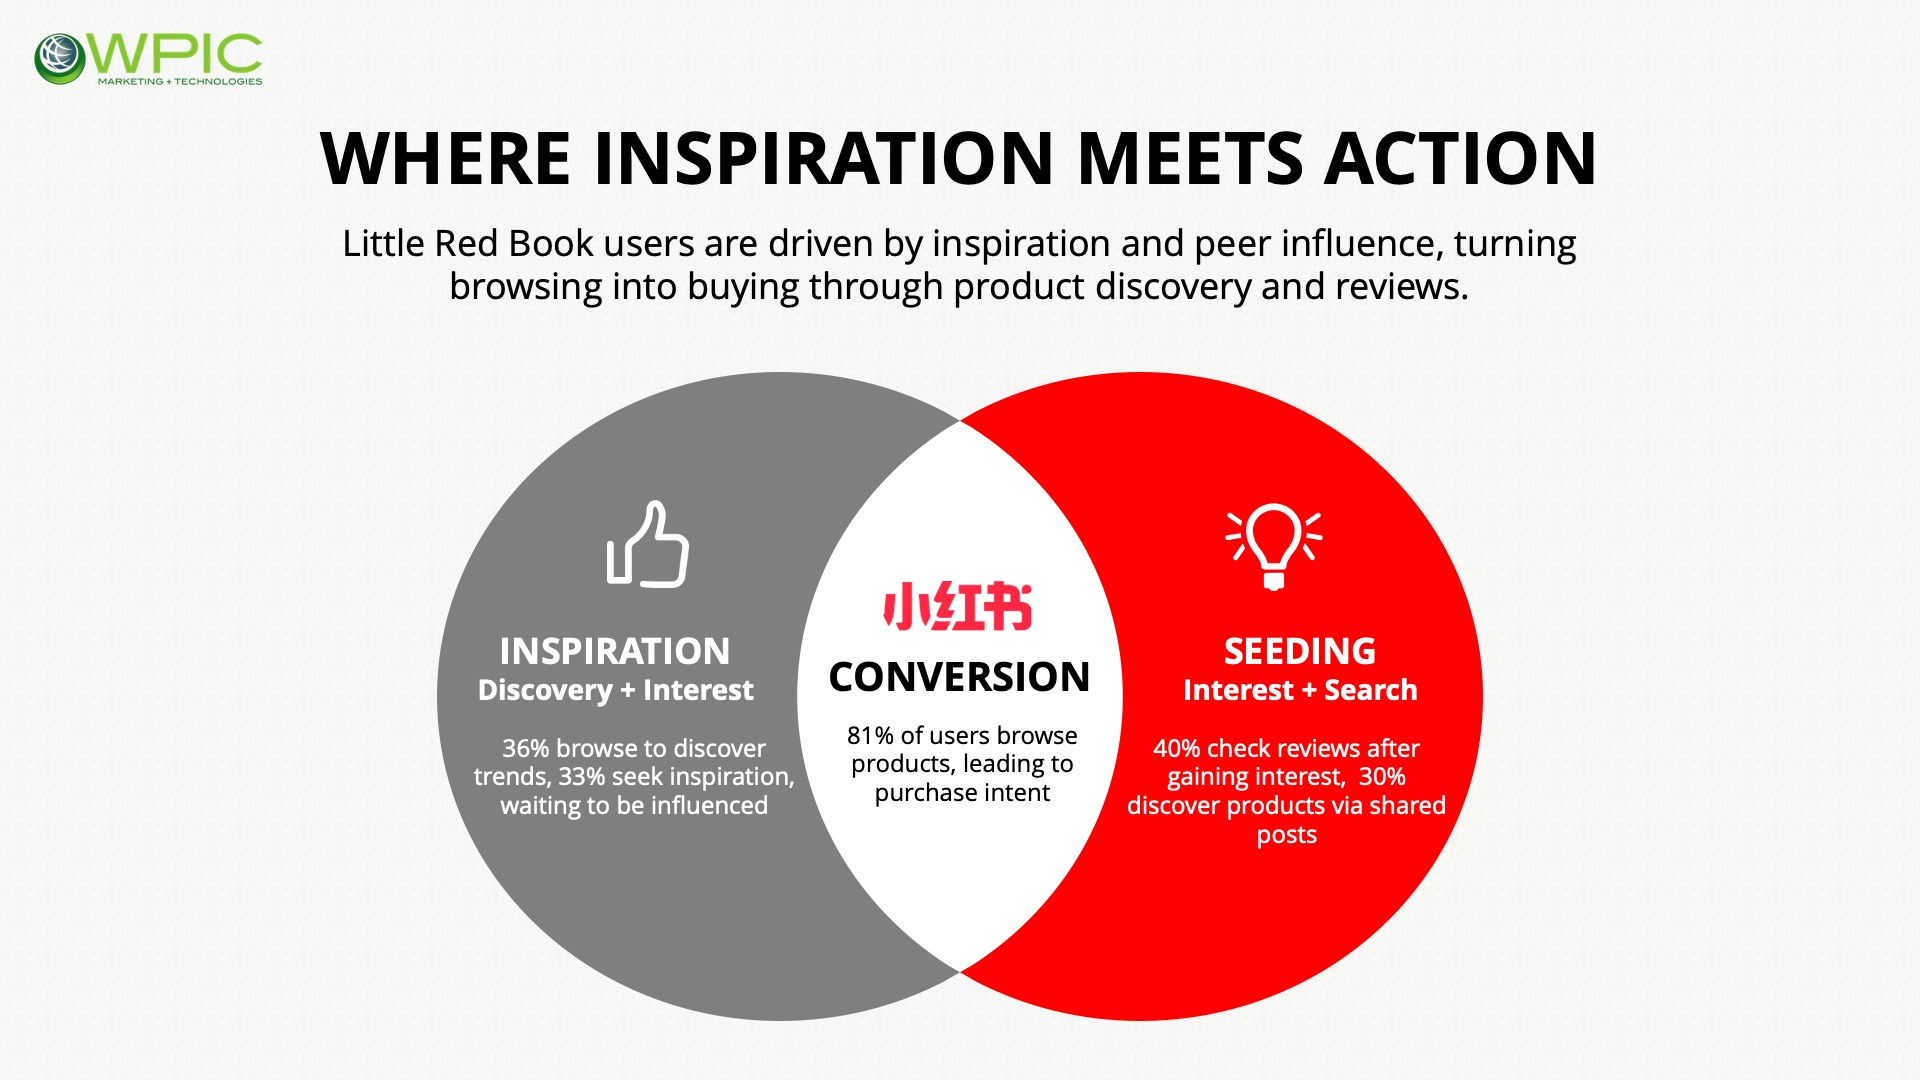 WPIC
MARKETING + TECHNOLOGIES
WHERE INSPIRATION MEETS ACTION
Little Red Book users are driven by inspiration and peer influence, turning
browsing into buying through product discovery and reviews.
INSPIRATION
Discovery + Interest
36% browse to discover
trends, 33% seek inspiration,
waiting to be influenced
小红书
CONVERSION
81% of users browse
products, leading to
purchase intent
SEEDING
Interest + Search
40% check reviews after
gaining interest,  30%
discover products via shared
posts